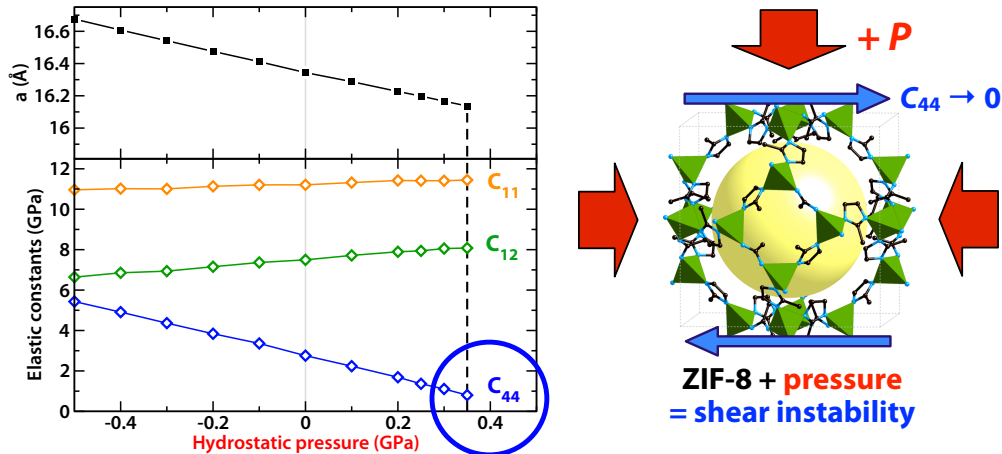 16.6
16.4
16.2
16
a (Å)
12
10
8
6
4
2
0
Elastic constants (GPa)
C11
C12
C44
-0.4
-0.2
0
0.2
0.4
Hydrostatic pressure (GPa)
+ P
C44 → 0
ZIF-8 + pressure
= shear instability